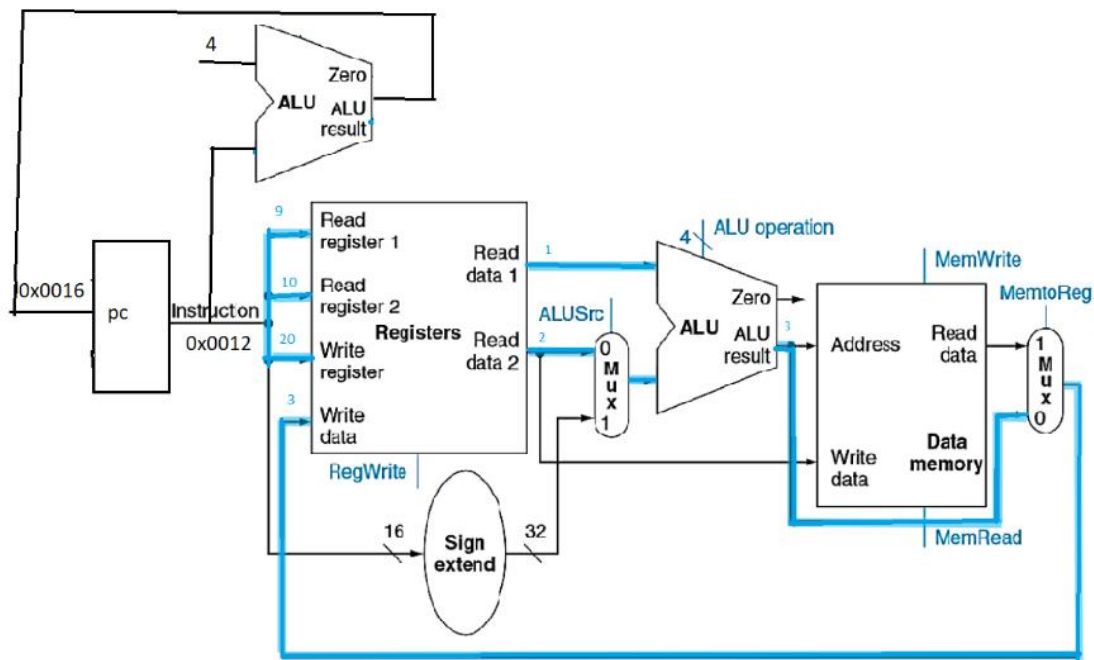 4
Zero
ALU
ALU
result
0x0016
pc
Instruction
0x0012
9
10
20
3
Read
register 1
Read
register 2
Registers
Write
register
Write
data
Read
data 1
Read
data 2
RegWrite
1
2
16
Sign
extend
32
ALUSrc
0
Mux
1
4
ALU operation
Zero
ALU
ALU
result
3
MemWrite
Address
Read
data
Write
data
Data
memory
MemRead
MemtoReg
1
Mux
0